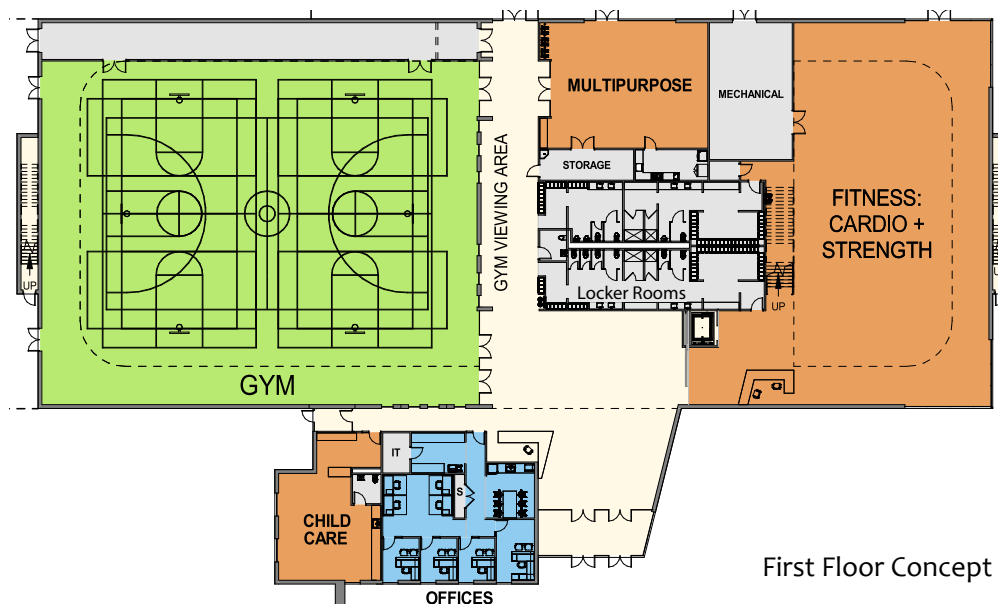 MULTIPURPOSE
MECHANICAL
STORAGE
GYM VIEWING AREA
FITNESS:
CARDIO +
STRENGTH
UP
Locker Rooms
UP
U
GYM
IT
S
CHILD
CARE
OFFICES
First Floor Concept